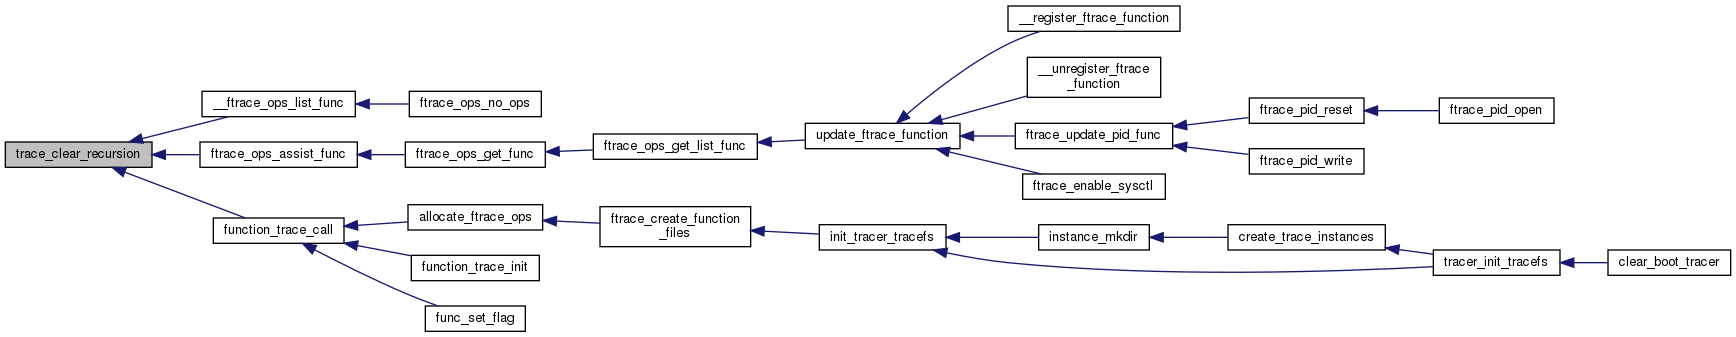 __register_ftrace_function
__unregister_ftrace
_function
__ftrace_ops_list_func
ftrace_ops_no_ops
ftrace_pid_reset
ftrace_pid_open
update_ftrace_function
ftrace_update_pid_func
trace_clear_recursion
ftrace_ops_assist_func
ftrace_ops_get_func
ftrace_ops_get_list_func
ftrace_pid_write
ftrace_enable_sysctl
allocate_ftrace_ops
ftrace_create_function
_files
function_trace_call
init_tracer_tracefs
instance_mkdir
create_trace_instances
function_trace_init
tracer_init_tracefs
clear_boot_tracer
func_set_flag